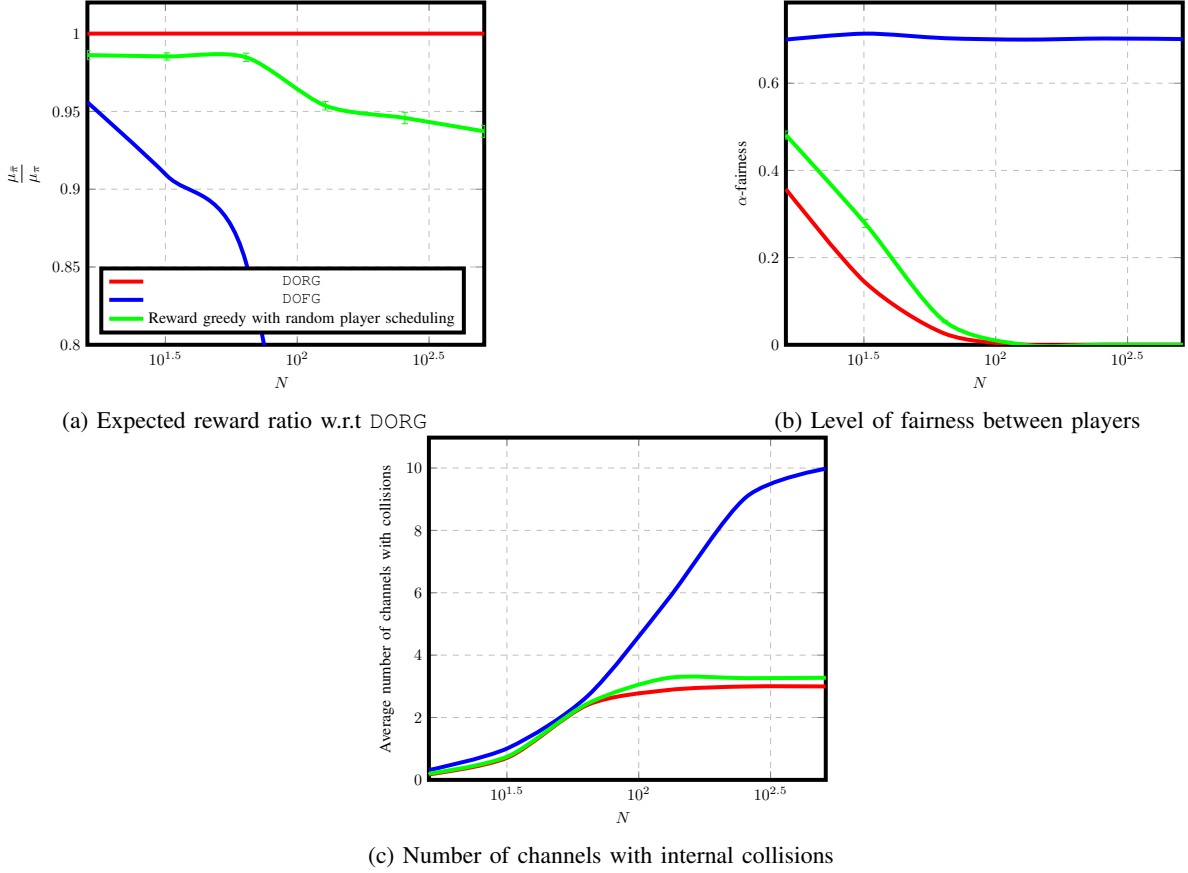 1
0.95
0.9
0.85
0.8
μ_π̄ / μ_π
DORG
DOFG
Reward greedy with random player scheduling
10^1.5
10^2
10^2.5
N
(a) Expected reward ratio w.r.t DORG
0.6
0.4
0.2
0
α-fairness
10^1.5
10^2
10^2.5
N
(b) Level of fairness between players
10
8
6
4
2
0
Average number of channels with collisions
10^1.5
10^2
10^2.5
N
(c) Number of channels with internal collisions